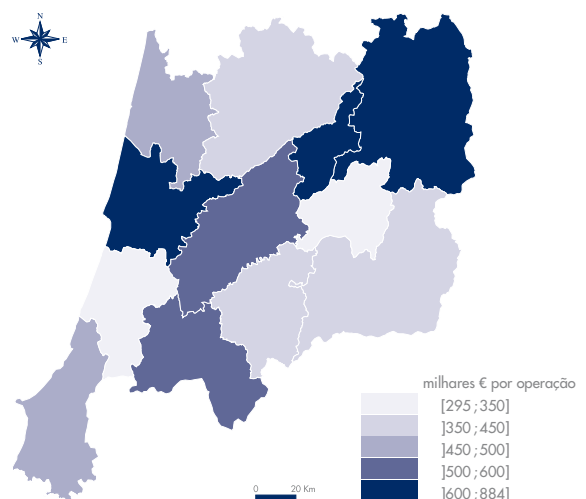 N
W E
S
milhares € por operação
[295 ; 350]
]350 ; 450]
]450 ; 500]
]500 ; 600]
]600 ; 884]
0 20 Km